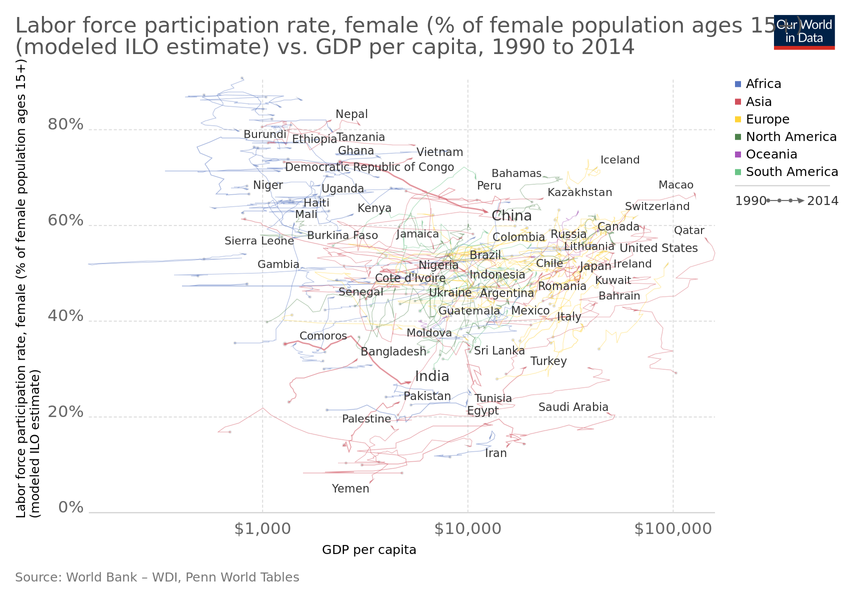 Labor force participation rate, female (% of female population ages 15+)
(modeled ILO estimate) vs. GDP per capita, 1990 to 2014
Our World
in Data
Labor force participation rate, female (% of female population ages 15+)
(modeled ILO estimate)
80%
60%
40%
20%
0%
Nepal
Burundi
Ethiopia
Tanzania
Ghana
Vietnam
Democratic Republic of Congo
Iceland
Niger
Uganda
Bahamas
Peru
Kazakhstan
Macao
Haiti
Mali
Kenya
China
Switzerland
Burkina Faso
Jamaica
Colombia
Russia
Canada
Qatar
Sierra Leone
Lithuania
United States
Gambia
Nigeria
Brazil
Chile
Japan
Ireland
Cote d'Ivoire
Indonesia
Kuwait
Senegal
Ukraine
Argentina
Romania
Bahrain
Guatemala
Mexico
Italy
Comoros
Moldova
Bangladesh
Sri Lanka
Turkey
India
Pakistan
Tunisia
Egypt
Saudi Arabia
Palestine
Iran
Yemen
$1,000
$10,000
$100,000
GDP per capita
Africa
Asia
Europe
North America
Oceania
South America
1990 2014
Source: World Bank – WDI, Penn World Tables